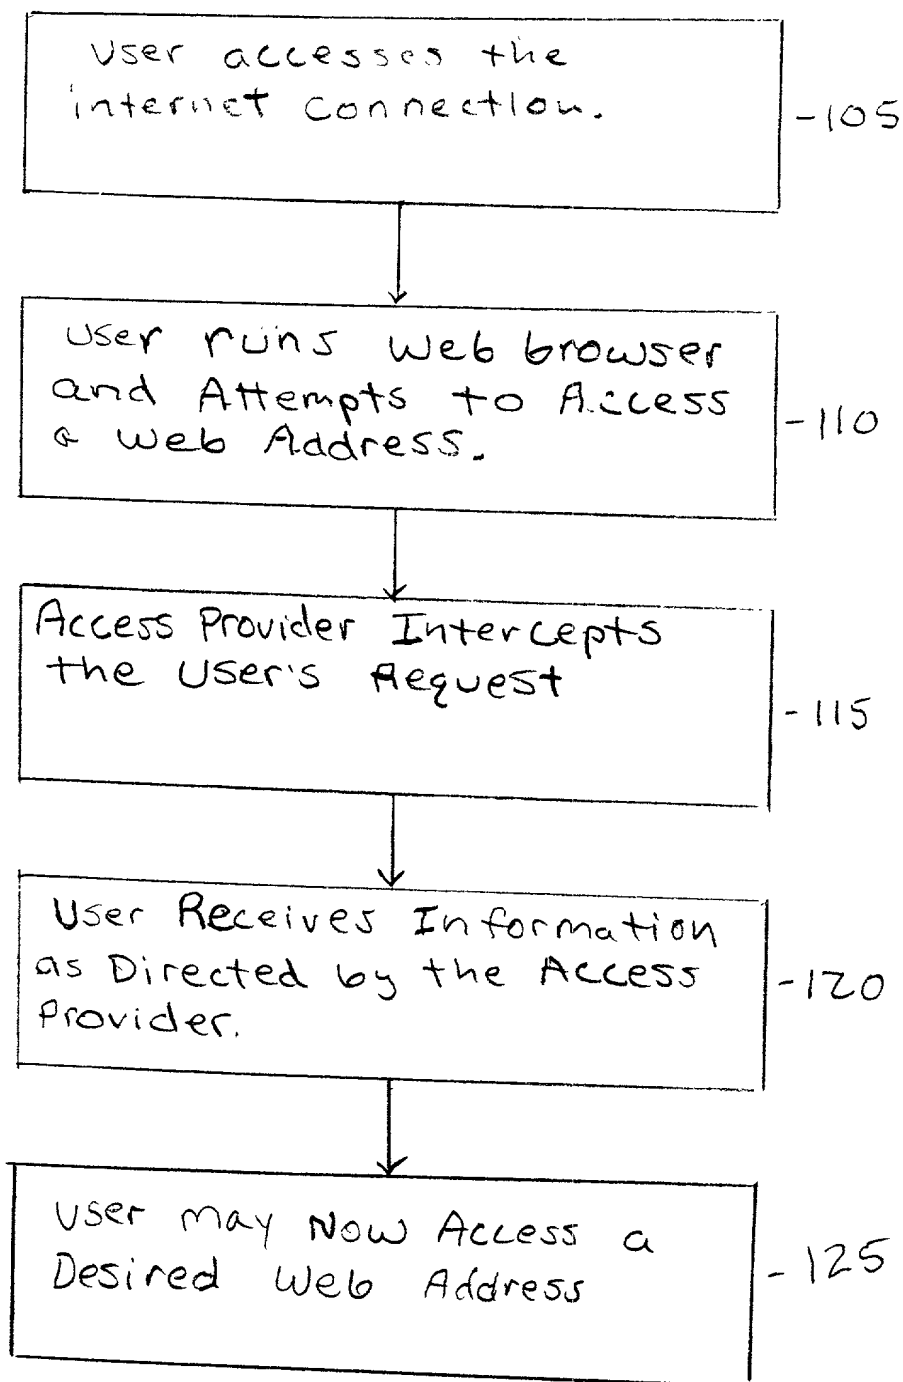 User accesses the
internet connection.
-105
User runs Web browser
and Attempts to Access
a Web Address.
-110
Access Provider Intercepts
the User's Request
-115
User Receives Information
as Directed by the Access
Provider.
-120
User may Now Access a
Desired Web Address
-125